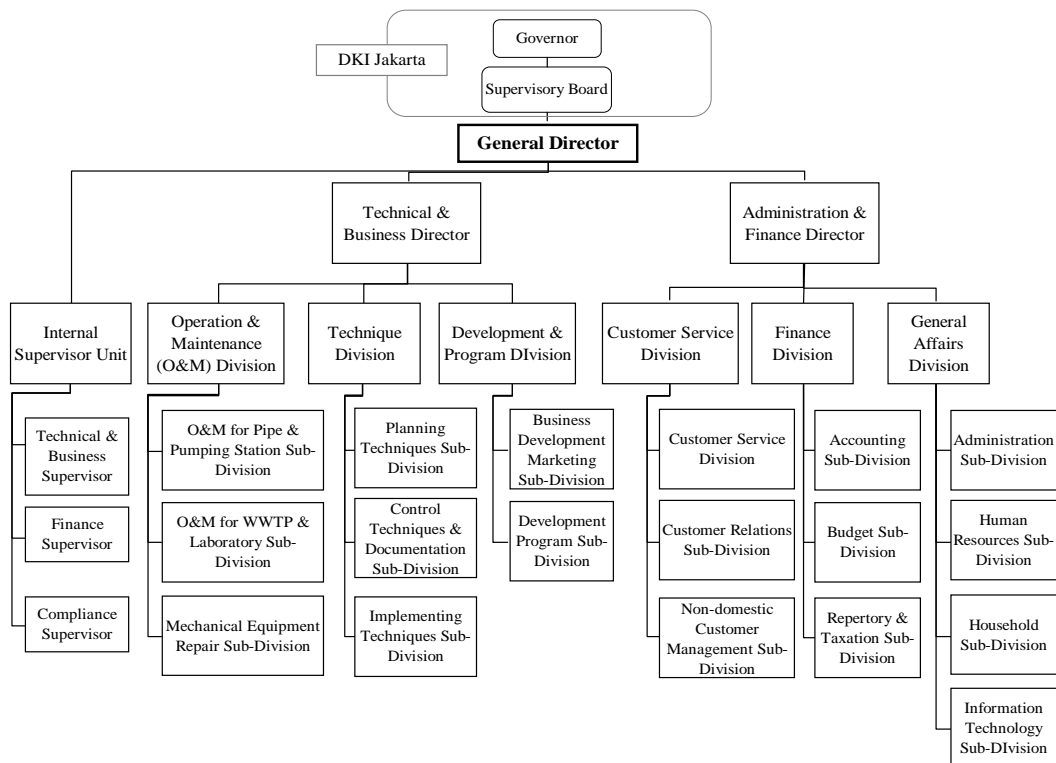 Governor
DKI Jakarta
Supervisory Board
General Director
Technical &
Business Director
Administration &
Finance Director
Internal
Supervisor Unit
Operation &
Maintenance
(O&M) Division
Technique
Division
Development &
Program DIvision
Customer Service
Division
Finance
Division
General
Affairs
Division
Technical &
Business
Supervisor
Finance
Supervisor
Compliance
Supervisor
O&M for Pipe &
Pumping Station Sub-
Division
O&M for WWTP &
Laboratory Sub-
Division
Mechanical Equipment
Repair Sub-Division
Planning
Techniques Sub-
Division
Control
Techniques &
Documentation
Sub-Division
Implementing
Techniques Sub-
Division
Business
Development
Marketing
Sub-Division
Development
Program Sub-
Division
Customer Service
Division
Customer Relations
Sub-Division
Non-domestic
Customer
Management Sub-
Division
Accounting
Sub-Division
Budget Sub-
Division
Repertory &
Taxation Sub-
Division
Administration
Sub-Division
Human
Resources Sub-
Division
Household
Sub-Division
Information
Technology
Sub-DIvision